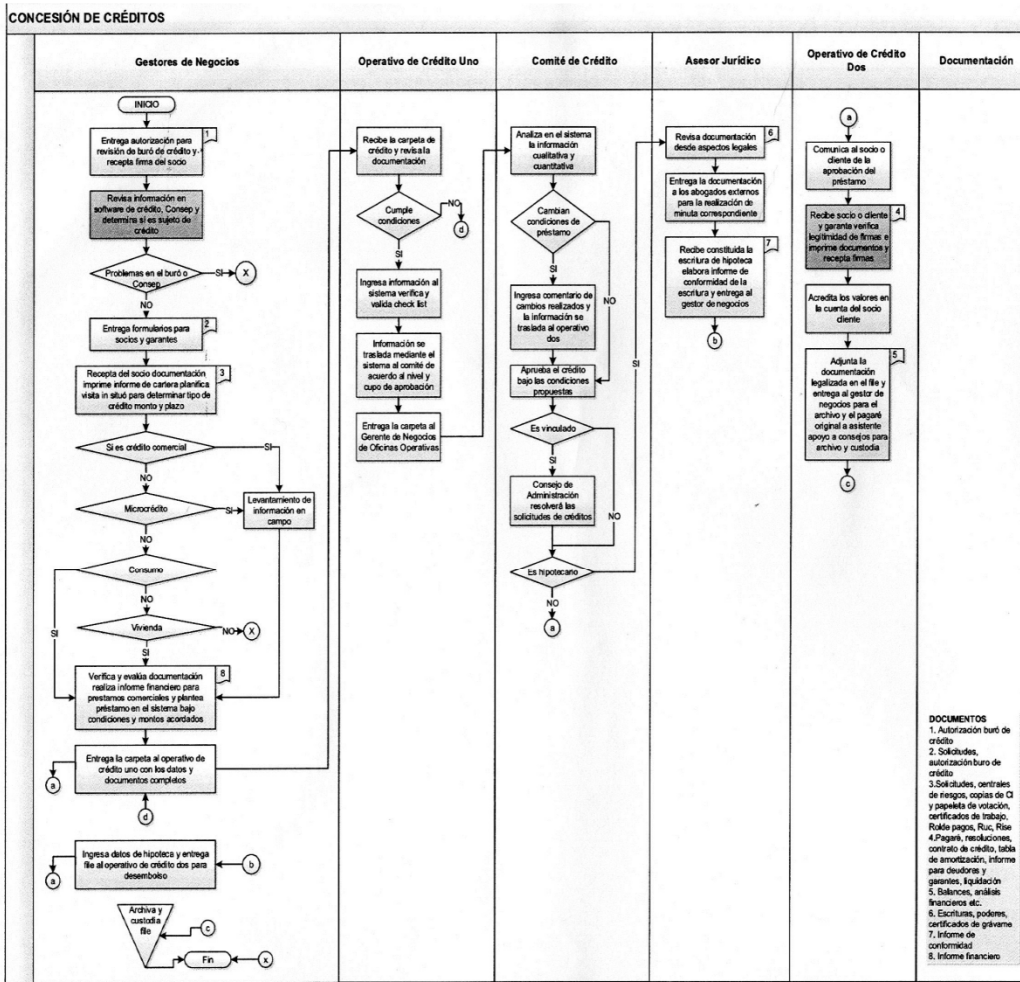 CONCESIÓN DE CRÉDITOS
Gestores de Negocios
INICIO
1
Entrega autorización para
revisión de buró de crédito y
recepta firma del socio
Revisa información en
software de crédito, Consep y
determina si es sujeto de
crédito
Problemas en el buró o
Consep
SI
X
NO
2
Entrega formularios para
socios y garantes
3
Recepta del socio documentación
imprime informe de cartera planifica
visita in situó para determinar tipo de
crédito monto y plazo
Si es crédito comercial
SI
NO
Microcrédito
SI
Levantamiento de
información en
campo
NO
Consumo
SI
NO
Vivienda
NO
X
SI
8
Verifica y evalúa documentación
realiza informe financiero para
prestamos comerciales y plantea
préstamo en el sistema bajo
condiciones y montos acordados
Entrega la carpeta al operativo de
crédito uno con los datos y
documentos completos
a
d
Ingresa datos de hipoteca y entrega
file al operativo de crédito dos para
desembolso
b
a
Archiva y
custodia
file
c
Fin
x
Operativo de Crédito Uno
Recibe la carpeta de
crédito y revisa la
documentación
Cumple
condiciones
NO
d
SI
Ingresa información al
sistema verifica y
valida check list
Información se
traslada mediante el
sistema al comité de
acuerdo al nivel y
cupo de aprobación
Entrega la carpeta al
Gerente de Negocios
de Oficinas Operativas
Comité de Crédito
Analiza en el sistema
la información
cualitativa y
cuantitativa
Cambian
condiciones de
préstamo
SI
NO
Ingresa comentario de
cambios realizados y
la información se
traslada al operativo
dos
Aprueba el crédito
bajo las condiciones
propuestas
Es vinculado
SI
NO
Consejo de
Administración
resolverá las
solicitudes de créditos
Es hipotecario
SI
NO
a
Asesor Jurídico
6
Revisa documentación
desde aspectos legales
Entrega la documentación
a los abogados externos
para la realización de
minuta correspondiente
7
Recibe constituida la
escritura de hipoteca
elabora informe de
conformidad de la
escritura y entrega al
gestor de negocios
b
Operativo de Crédito
Dos
a
Comunica al socio o
cliente de la
aprobación del
préstamo
4
Recibe socio o cliente
y garante verifica
legitimidad de firmas e
imprime documentos y
recepta firmas
Acredita los valores en
la cuenta del socio
cliente
5
Adjunta la
documentación
legalizada en el file y
entrega al gestor de
negocios para el
archivo y el pagaré
original a asistente
apoyo a consejos para
archivo y custodia
c
Documentación
DOCUMENTOS
1. Autorización buró de
crédito
2. Solicitudes,
autorización buro de
crédito
3.Solicitudes, centrales
de riesgos, copias de CI
y papeleta de votación,
certificados de trabajo,
Rolde pagos, Ruc, Rise
4.Pagaré, resoluciones,
contrato de crédito, tabla
de amortización, informe
para deudores y
garantes, liquidación
5. Balances, análisis
financieros etc.
6. Escrituras, poderes,
certificados de grávame
7. Informe de
conformidad
8. Informe financiero